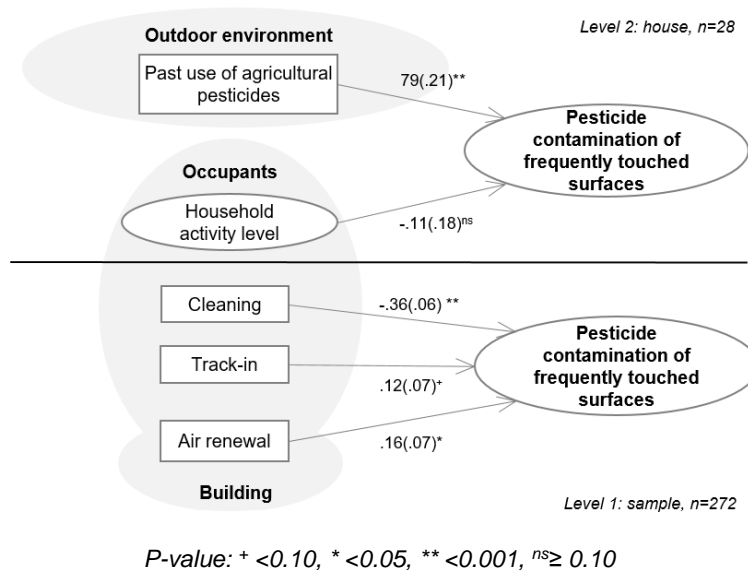 Outdoor environment
Level 2: house, n=28
Past use of agricultural
pesticides
79(.21)**
Pesticide
contamination of
frequently touched
surfaces
Occupants
Household
activity level
-.11(.18)ns
Cleaning
-.36(.06) **
Pesticide
contamination of
frequently touched
surfaces
Track-in
.12(.07)+
Air renewal
.16(.07)*
Building
Level 1: sample, n=272
P-value: + <0.10, * <0.05, ** <0.001, ns≥ 0.10